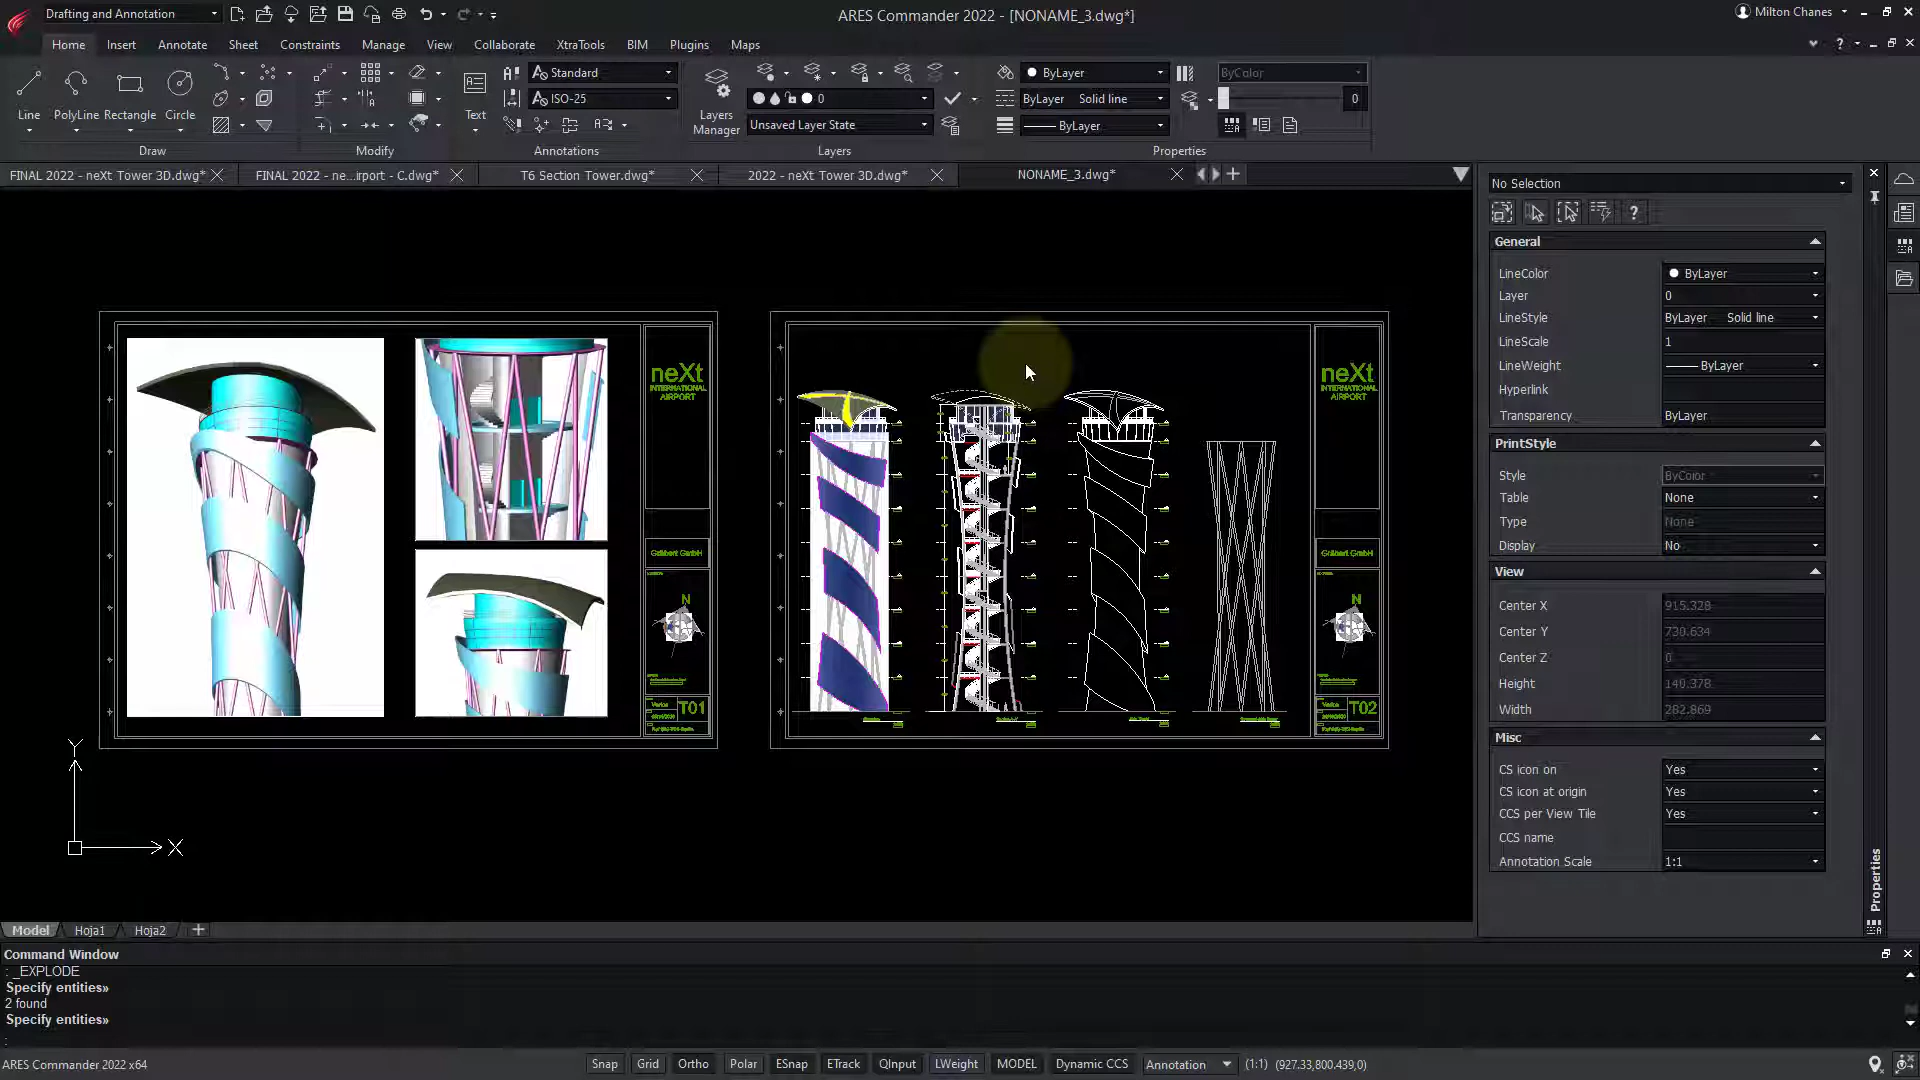 Drafting and Annotation
ARES Commander 2022 - [NONAME_3.dwg*]
Milton Chanes
Home Insert Annotate Sheet Constraints Manage View Collaborate XtraTools BIM Plugins Maps
Line PolyLine Rectangle Circle
Draw
Modify
Text
Standard
ISO-25
Annotations
Layers
Manager
0
Unsaved Layer State
Layers
ByLayer
ByLayer Solid line
ByLayer
ByColor
0
Properties
FINAL 2022 - neXt Tower 3D.dwg*
FINAL 2022 - ne...irport - C.dwg*
T6 Section Tower.dwg*
2022 - neXt Tower 3D.dwg*
NONAME_3.dwg*
neXt
INTERNATIONAL
AIRPORT
Gräbert GmbH
N
T01
neXt
INTERNATIONAL
AIRPORT
Gräbert GmbH
N
T02
Y
X
No Selection
General
LineColor ByLayer
Layer 0
LineStyle ByLayer Solid line
LineScale 1
LineWeight ByLayer
Hyperlink
Transparency ByLayer
PrintStyle
Style ByColor
Table None
Type None
Display No
View
Center X 915.328
Center Y 730.634
Center Z 0
Height 140.378
Width 282.869
Misc
CS icon on Yes
CS icon at origin Yes
CCS per View Tile Yes
CCS name
Annotation Scale 1:1
Properties
Model Hoja1 Hoja2
Command Window
: _EXPLODE
Specify entities»
2 found
Specify entities»
:
ARES Commander 2022 x64
Snap Grid Ortho Polar ESnap ETrack QInput LWeight MODEL Dynamic CCS Annotation (1:1) (927.33,800.439,0)